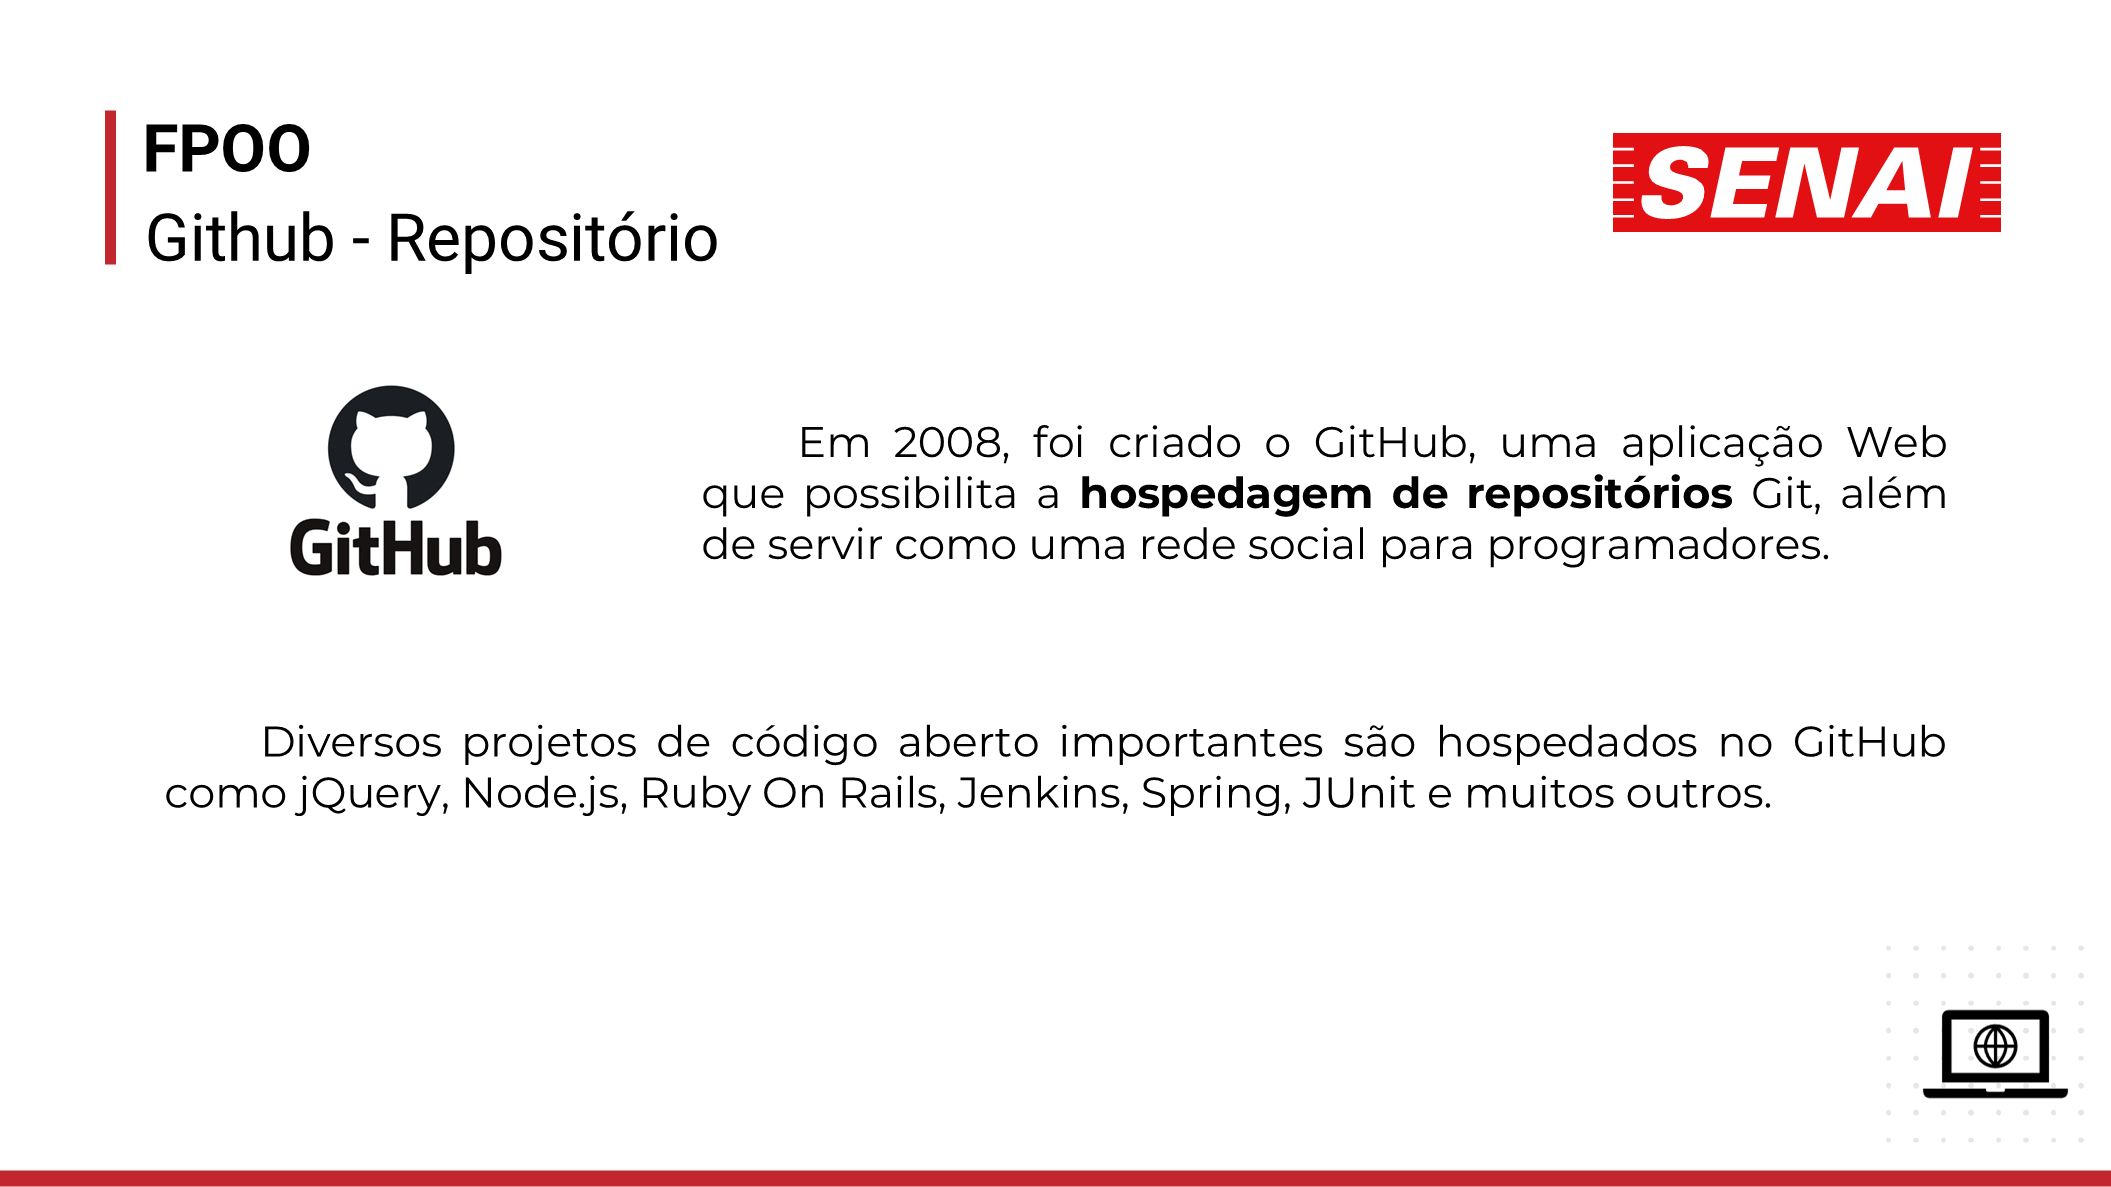 FPOO
Github - Repositório
SENAI
GitHub
Em 2008, foi criado o GitHub, uma aplicação Web
que possibilita a hospedagem de repositórios Git, além
de servir como uma rede social para programadores.
Diversos projetos de código aberto importantes são hospedados no GitHub
como jQuery, Node.js, Ruby On Rails, Jenkins, Spring, JUnit e muitos outros.